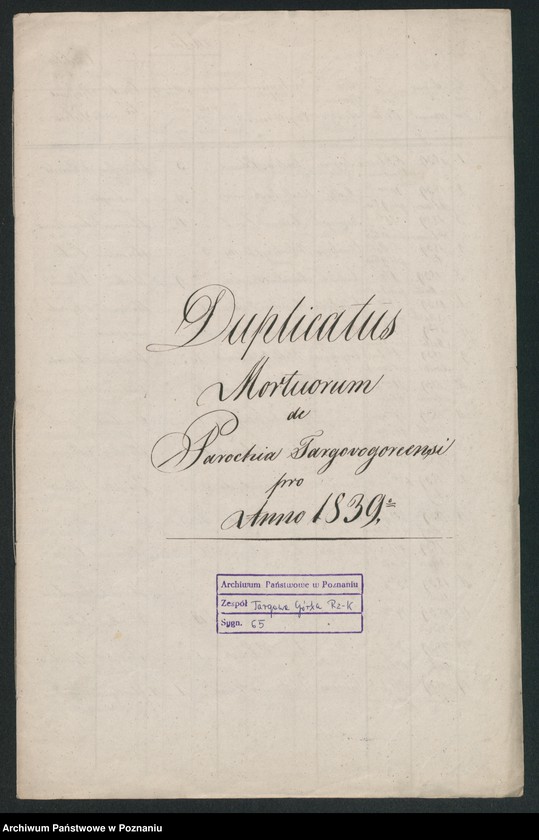 Duplicatus
Mortuorum
de
Parochia Targovogorcensi
pro
Anno 1839.º
Archiwum Państwowe w Poznaniu
Zespół Targowa Górka Rz-K
Sygn. 65
Archiwum Państwowe w Poznaniu